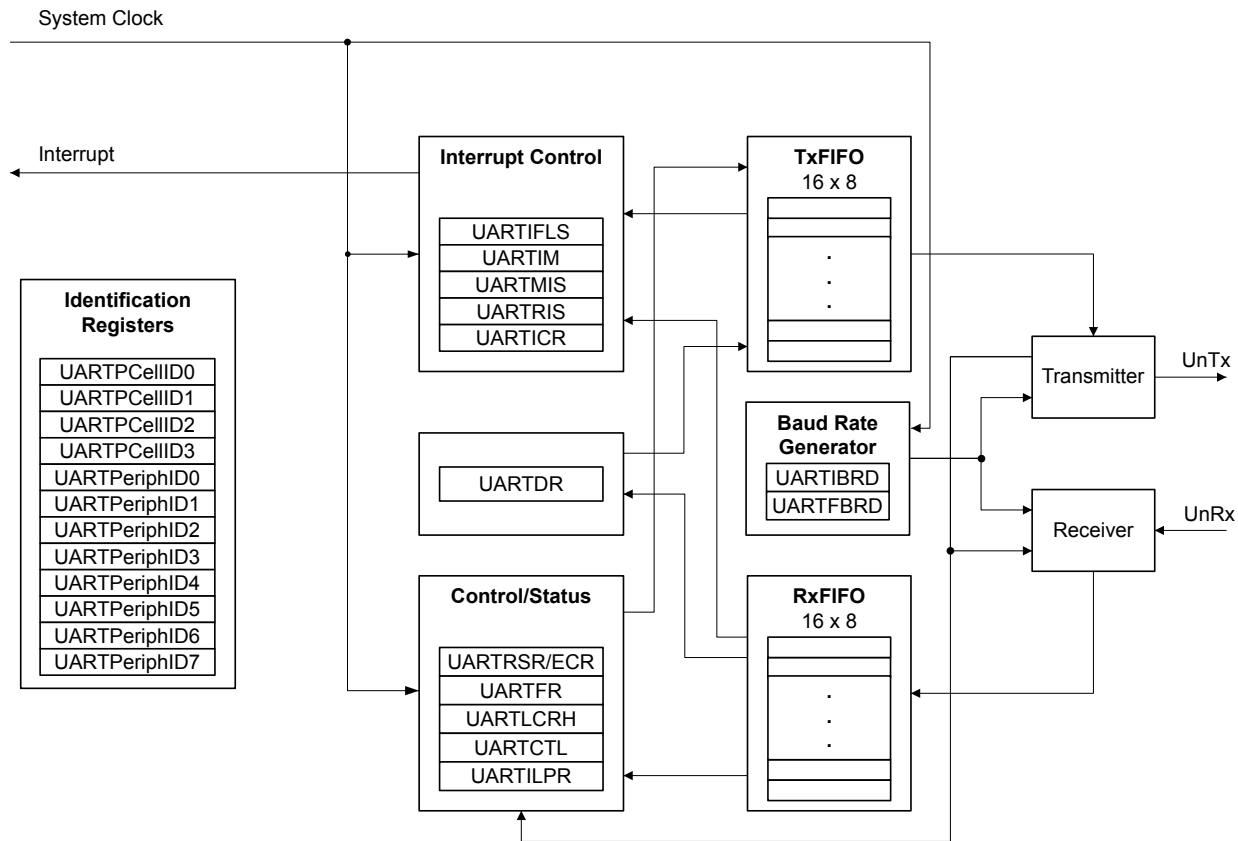 System Clock
Interrupt
Interrupt Control
UARTIFLS
UARTIM
UARTMIS
UARTRIS
UARTICR
TxFIFO
16 x 8
.
.
.
Identification
Registers
UARTPCellID0
UARTPCellID1
UARTPCellID2
UARTPCellID3
UARTPeriphID0
UARTPeriphID1
UARTPeriphID2
UARTPeriphID3
UARTPeriphID4
UARTPeriphID5
UARTPeriphID6
UARTPeriphID7
UARTDR
Baud Rate
Generator
UARTIBRD
UARTFBRD
Transmitter
UnTx
Receiver
UnRx
Control/Status
UARTRSR/ECR
UARTFR
UARTLCRH
UARTCTL
UARTILPR
RxFIFO
16 x 8
.
.
.